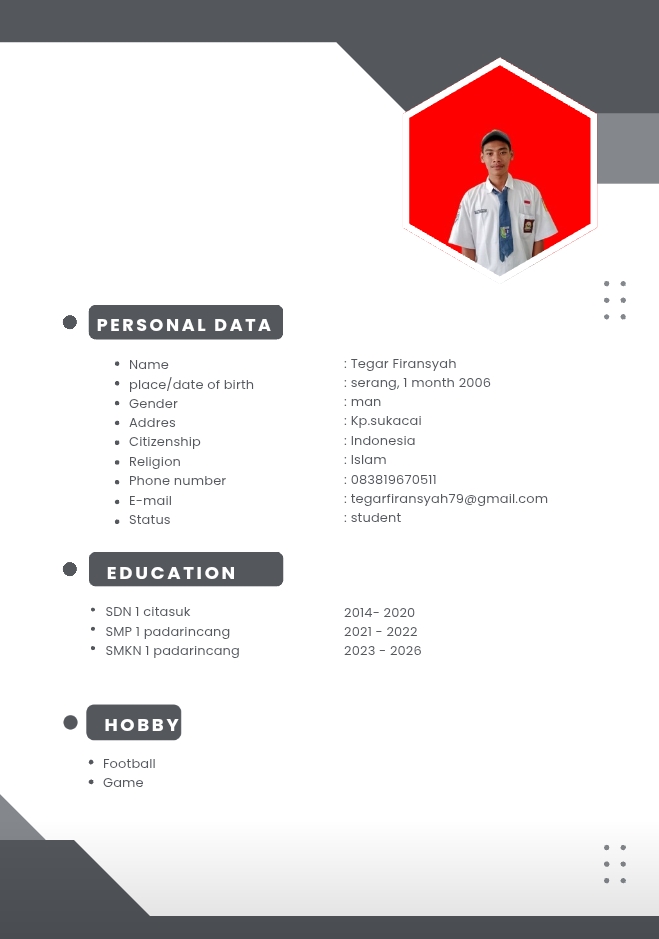 PERSONAL DATA
Name : Tegar Firansyah
place/date of birth : serang, 1 month 2006
Gender : man
Addres : Kp.sukacai
Citizenship : Indonesia
Religion : Islam
Phone number : 083819670511
E-mail : tegarfiransyah79@gmail.com
Status : student
EDUCATION
SDN 1 citasuk 2014- 2020
SMP 1 padarincang 2021 - 2022
SMKN 1 padarincang 2023 - 2026
HOBBY
Football
Game